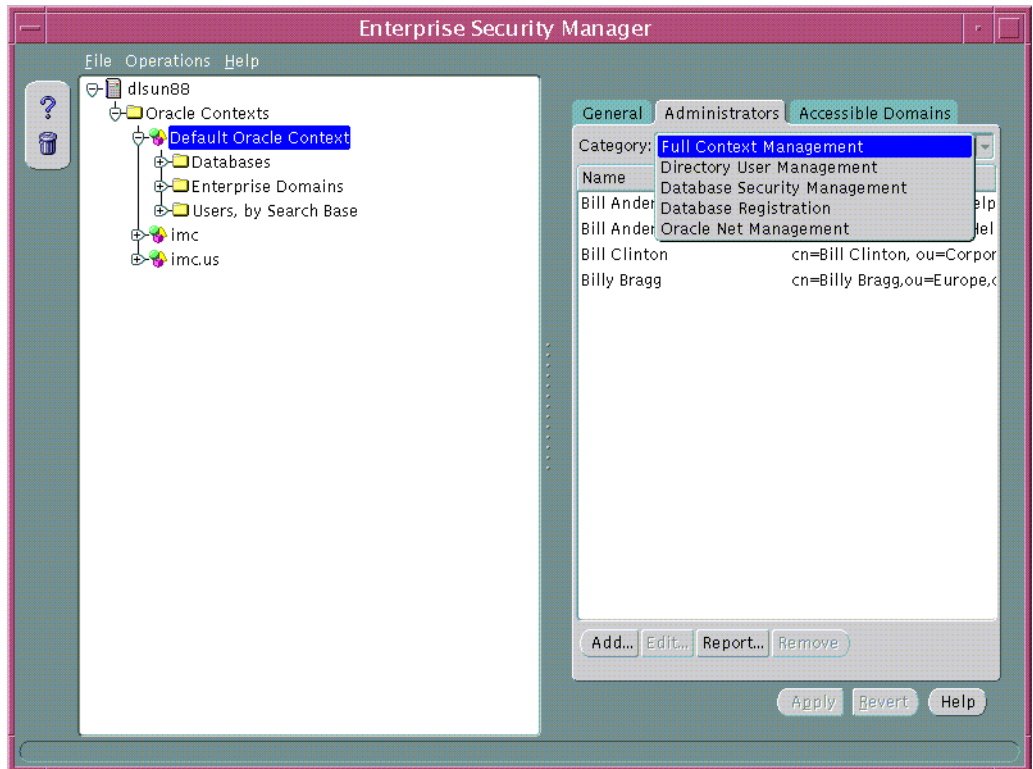 Enterprise Security Manager
File Operations Help
?
dlsun88
Oracle Contexts
Default Oracle Context
Databases
Enterprise Domains
Users, by Search Base
imc
imc.us
General Administrators Accessible Domains
Category: Full Context Management
Directory User Management
Database Security Management
Database Registration
Oracle Net Management
Name
Bill Ander elp
Bill Ander Hel
Bill Clinton cn=Bill Clinton, ou=Corpor
Billy Bragg cn=Billy Bragg,ou=Europe,c
Add... Edit... Report... Remove
Apply Revert Help